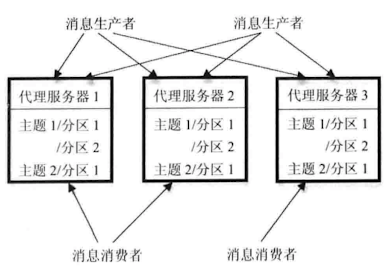 消息生产者 消息生产者
代理服务器 1 代理服务器 2 代理服务器 3
主题 1/分区 1 主题 1/分区 1 主题 1/分区 1
/分区 2 /分区 2 /分区 2
主题 2/分区 1 主题 2/分区 1 主题 2/分区 1
消息消费者 消息消费者